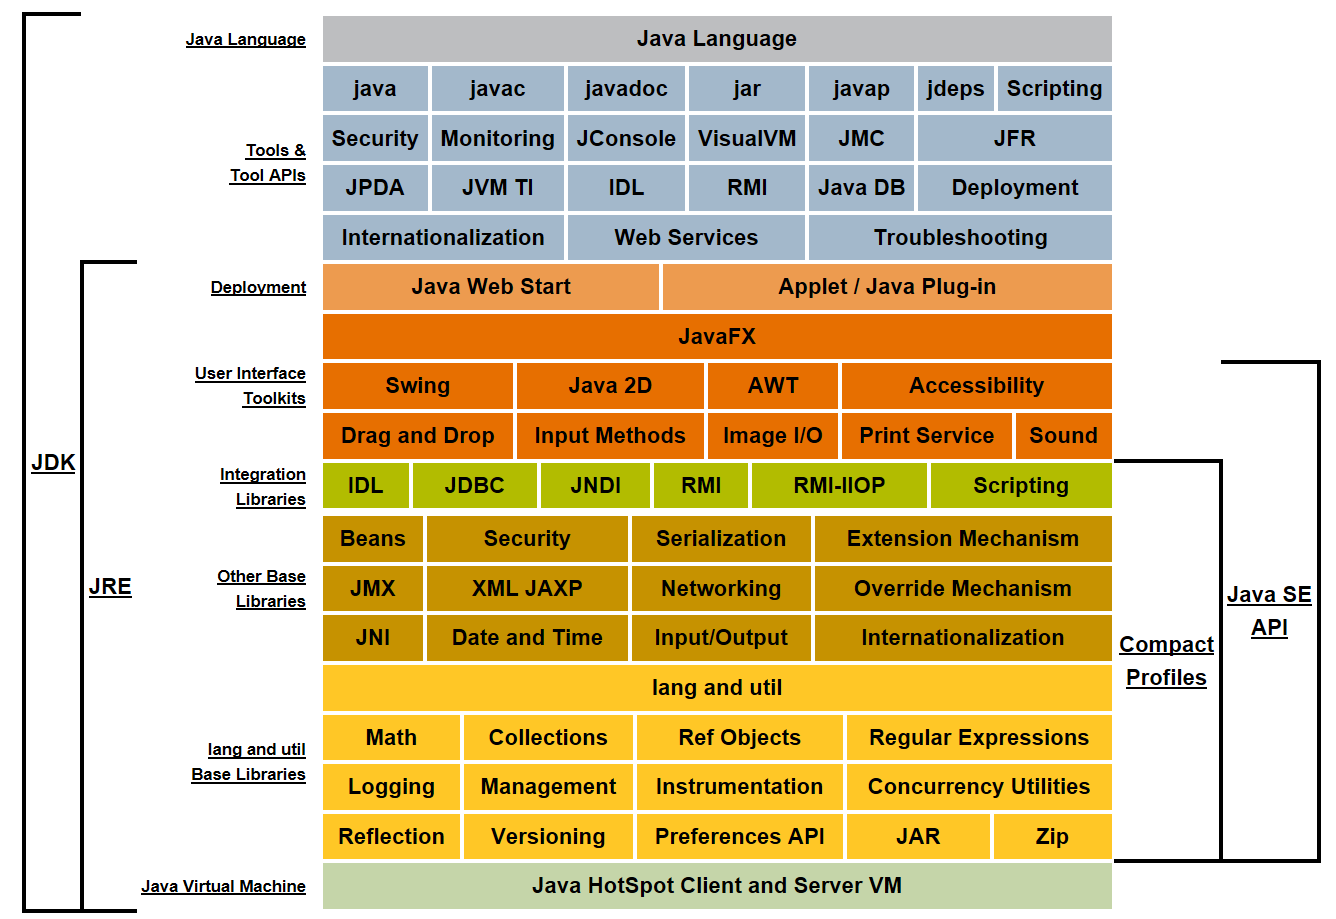 Java Language
Java Language
java javac javadoc jar javap jdeps Scripting
Tools &
Tool APIs
Security Monitoring JConsole VisualVM JMC JFR
JPDA JVM TI IDL RMI Java DB Deployment
Internationalization Web Services Troubleshooting
Deployment
Java Web Start Applet / Java Plug-in
JavaFX
User Interface
Toolkits
Swing Java 2D AWT Accessibility
Drag and Drop Input Methods Image I/O Print Service Sound
JDK
Integration
Libraries
IDL JDBC JNDI RMI RMI-IIOP Scripting
Beans Security Serialization Extension Mechanism
JRE
Other Base
Libraries
JMX XML JAXP Networking Override Mechanism
Java SE
API
JNI Date and Time Input/Output Internationalization
Compact
Profiles
lang and util
lang and util
Base Libraries
Math Collections Ref Objects Regular Expressions
Logging Management Instrumentation Concurrency Utilities
Reflection Versioning Preferences API JAR Zip
Java Virtual Machine
Java HotSpot Client and Server VM